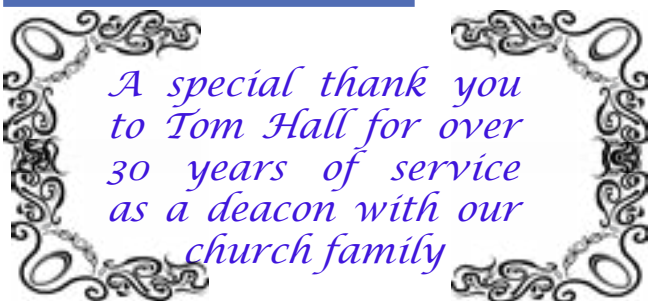 A special thank you
to Tom Hall for over
30 years of service
as a deacon with our
church family